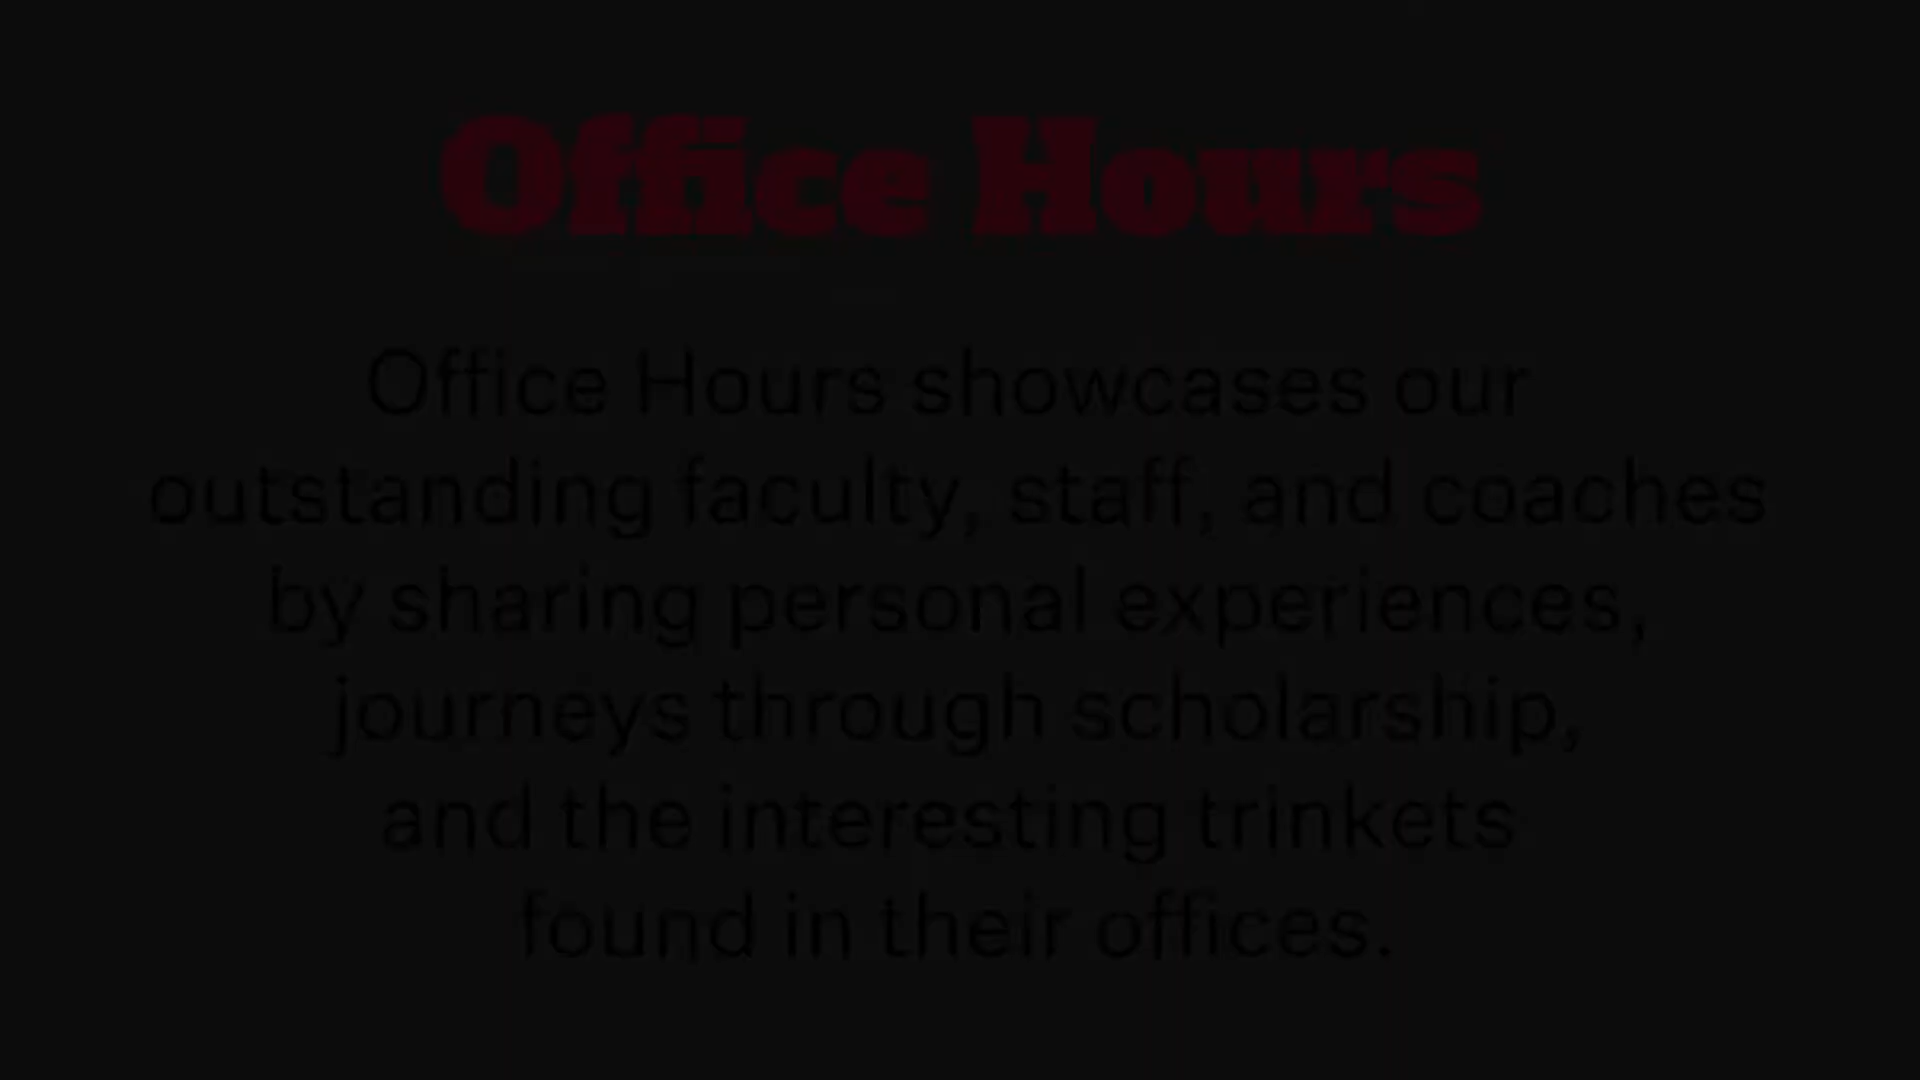 Office Hours
Office Hours showcases our
outstanding faculty, staff, and coaches
by sharing personal experiences,
journeys through scholarship,
and the interesting trinkets
found in their offices.